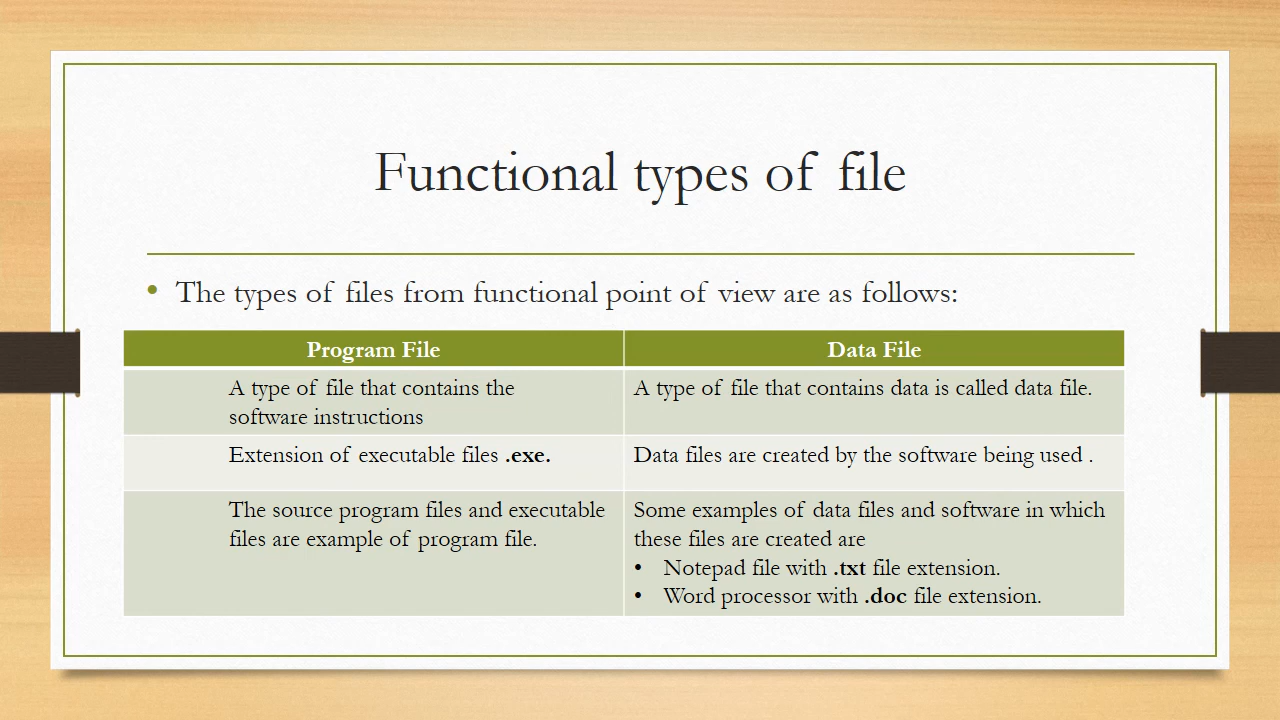 Functional types of file
• The types of files from functional point of view are as follows:
Program File
Data File
A type of file that contains the
software instructions
A type of file that contains data is called data file.
Extension of executable files .exe.
Data files are created by the software being used .
The source program files and executable
files are example of program file.
Some examples of data files and software in which
these files are created are
• Notepad file with .txt file extension.
• Word processor with .doc file extension.